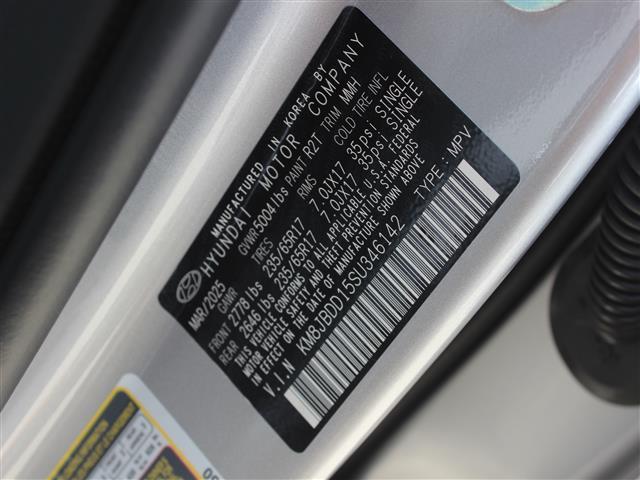 MANUFACTURED IN KOREA BY
HYUNDAI MOTOR COMPANY
MAR/2025 GVWR 5004 lbs PAINT R2T TRIM MMH
GAWR TIRES RIMS COLD TIRE INFL
FRONT 2778 lbs 235/65R17 7.0JX17 35psi SINGLE
REAR 2646 lbs 235/65R17 7.0JX17 35psi SINGLE
THIS VEHICLE CONFORMS TO ALL APPLICABLE U.S.A. FEDERAL
MOTOR VEHICLE SAFETY AND THEFT PREVENTION STANDARDS
IN EFFECT ON THE DATE OF MANUFACTURE SHOWN ABOVE
V.I.N KM8JBDD15SU346142 TYPE: MPV